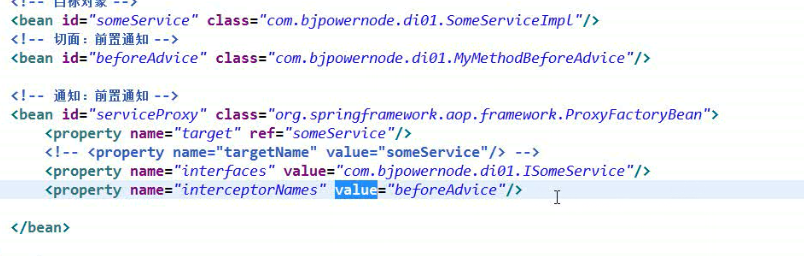 <!-- 目标对象 -->
<bean id="someService" class="com.bjpowernode.di01.SomeServiceImpl"/>
<!-- 切面：前置通知 -->
<bean id="beforeAdvice" class="com.bjpowernode.di01.MyMethodBeforeAdvice"/>
<!-- 通知：前置通知 -->
<bean id="serviceProxy" class="org.springframework.aop.framework.ProxyFactoryBean">
<property name="target" ref="someService"/>
<!-- <property name="targetName" value="someService"/> -->
<property name="interfaces" value="com.bjpowernode.di01.ISomeService"/>
<property name="interceptorNames" value="beforeAdvice"/>
</bean>